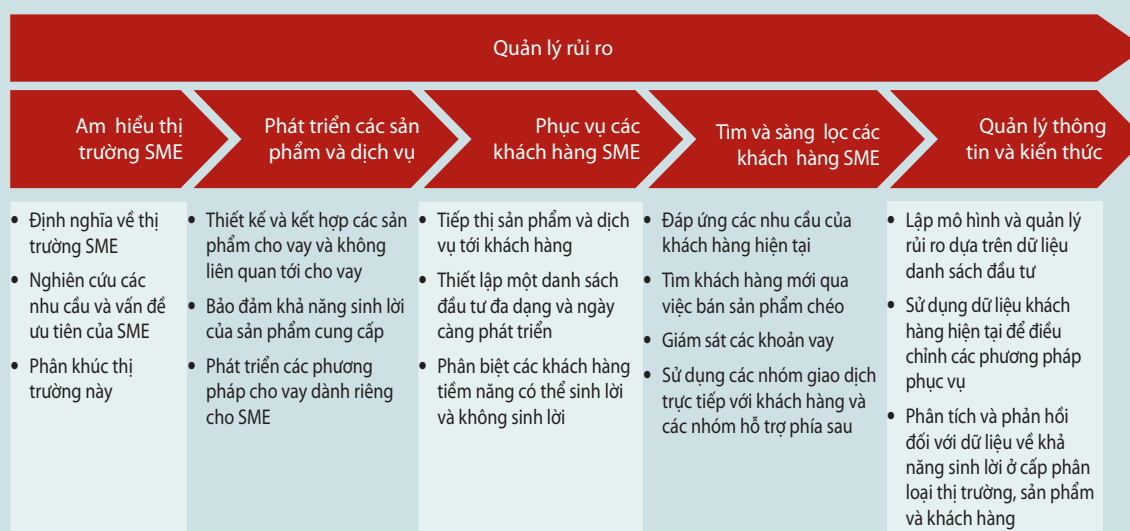 Quản lý rủi ro
Am hiểu thị
trường SME
Phát triển các sản
phẩm và dịch vụ
Phục vụ các
khách hàng SME
Tìm và sàng lọc các
khách hàng SME
Quản lý thông
tin và kiến thức
• Định nghĩa về thị
trường SME
• Nghiên cứu các
nhu cầu và vấn đề
ưu tiên của SME
• Phân khúc thị
trường này
• Thiết kế và kết hợp các sản
phẩm cho vay và không
liên quan tới cho vay
• Bảo đảm khả năng sinh lời
của sản phẩm cung cấp
• Phát triển các phương
pháp cho vay dành riêng
cho SME
• Tiếp thị sản phẩm và dịch
vụ tới khách hàng
• Thiết lập một danh sách
đầu tư đa dạng và ngày
càng phát triển
• Phân biệt các khách hàng
tiềm năng có thể sinh lời
và không sinh lời
• Đáp ứng các nhu cầu của
khách hàng hiện tại
• Tìm khách hàng mới qua
việc bán sản phẩm chéo
• Giám sát các khoản vay
• Sử dụng các nhóm giao dịch
trực tiếp với khách hàng và
các nhóm hỗ trợ phía sau
• Lập mô hình và quản lý
rủi ro dựa trên dữ liệu
danh sách đầu tư
• Sử dụng dữ liệu khách
hàng hiện tại để điều
chỉnh các phương pháp
phục vụ
• Phân tích và phản hồi
đối với dữ liệu về khả
năng sinh lời ở cấp phân
loại thị trường, sản phẩm
và khách hàng